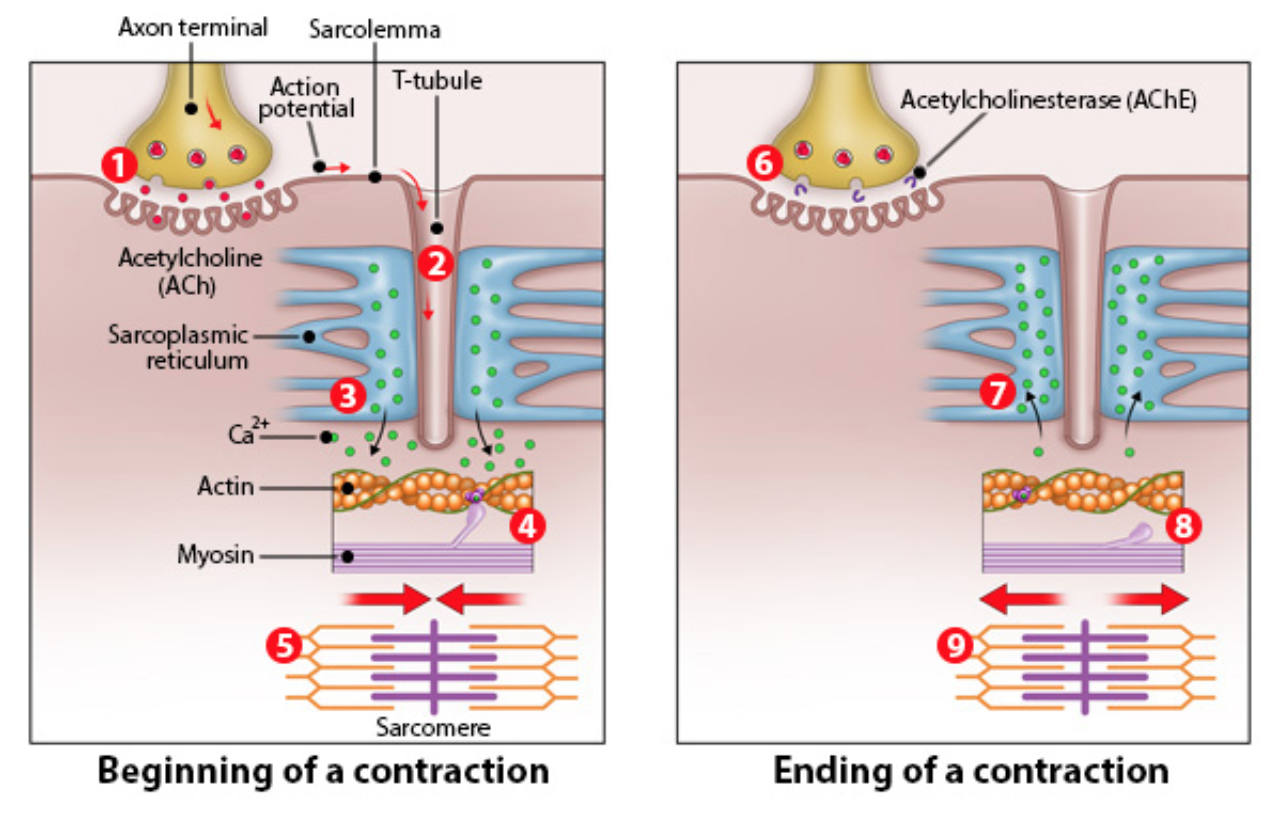 Axon terminal
Sarcolemma
T-tubule
Action
potential
1
2
Acetylcholine
(ACh)
Sarcoplasmic
reticulum
3
Ca2+
Actin
4
Myosin
5
Sarcomere
Beginning of a contraction
Acetylcholinesterase (AChE)
6
7
8
9
Ending of a contraction